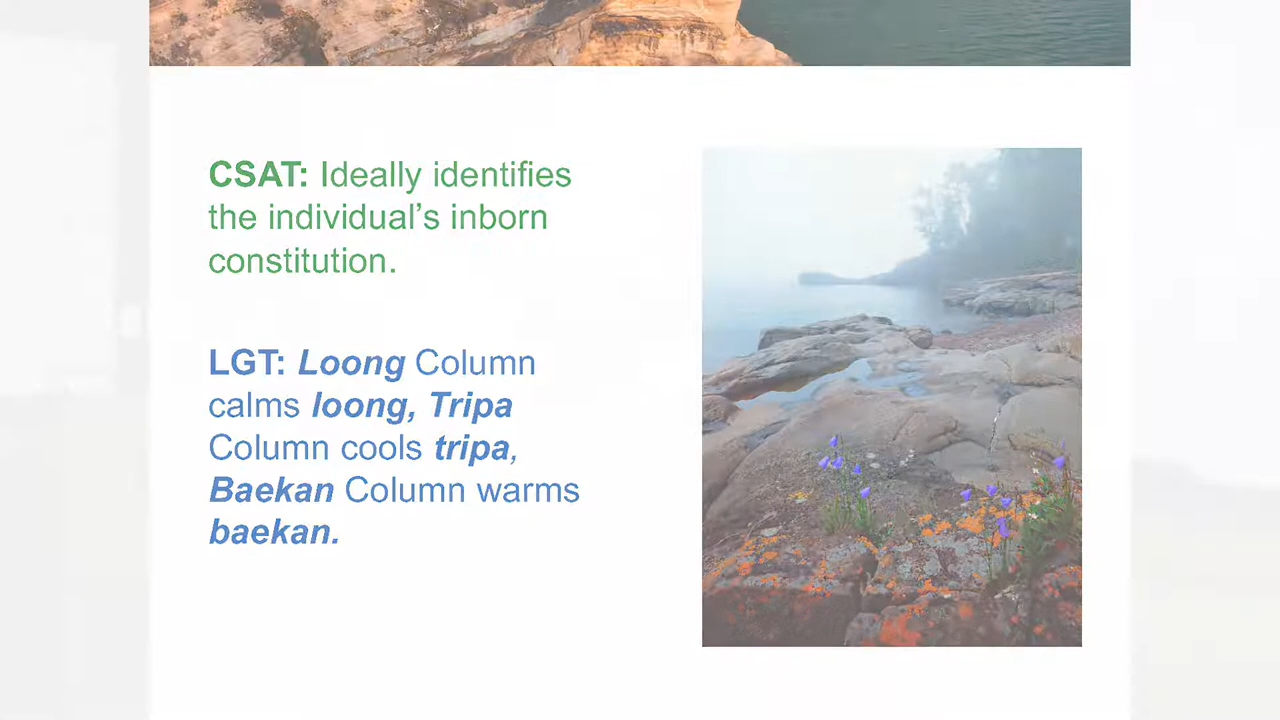 CSAT: Ideally identifies
the individual’s inborn
constitution.
LGT: Loong Column
calms loong, Tripa
Column cools tripa,
Baekan Column warms
baekan.